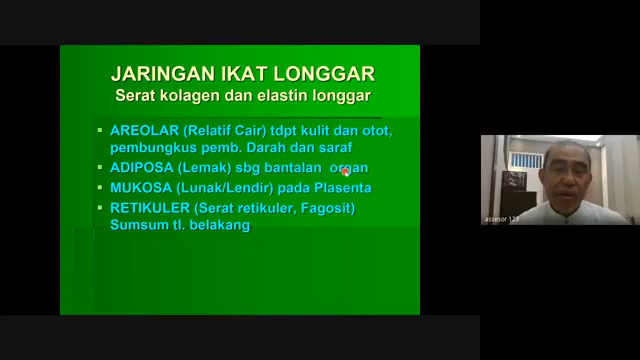 JARINGAN IKAT LONGGAR
Serat kolagen dan elastin longgar
▪ AREOLAR (Relatif Cair) tdpt kulit dan otot,
pembungkus pemb. Darah dan saraf
▪ ADIPOSA (Lemak) sbg bantalan organ
▪ MUKOSA (Lunak/Lendir) pada Plasenta
▪ RETIKULER (Serat retikuler, Fagosit)
Sumsum tl. belakang
assesor 123